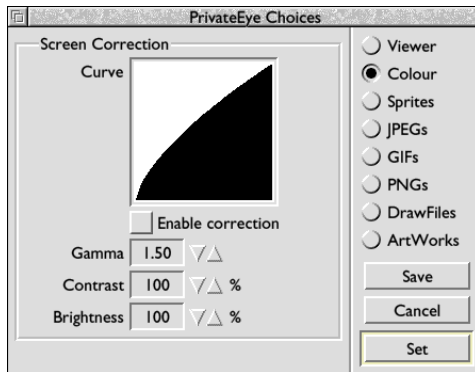 PrivateEye Choices
Screen Correction
Curve
Enable correction
Gamma 1.50
Contrast 100 %
Brightness 100 %
Viewer
Colour
Sprites
JPEGs
GIFs
PNGs
DrawFiles
ArtWorks
Save
Cancel
Set